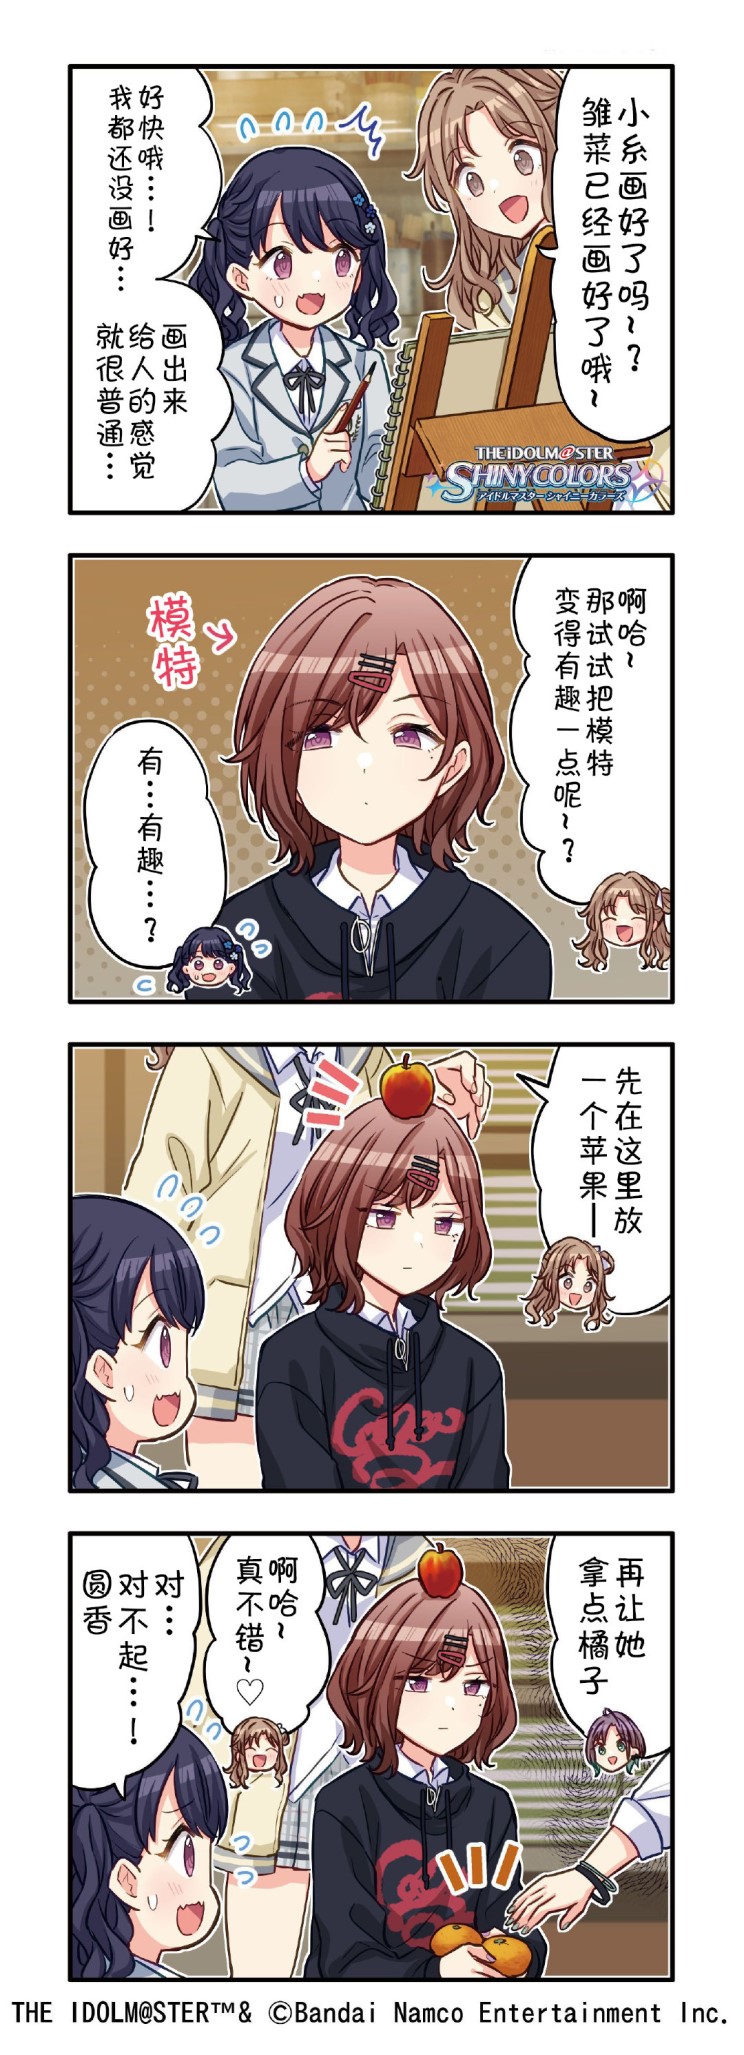 小糸画好了吗~?
雏菜已经画好了哦~
好快哦…!
我都还没画好…
画出来
给人的感觉
就很普通…
THE iDOLM@STER
SHINY COLORS
アイドルマスター シャイニーカラーズ
啊哈~
那试试把模特
变得有趣一点呢~?
模特
有…有趣…?
先在这里放
一个苹果—
再让她
拿点橘子
啊哈~
真不错~♡
对…
对不起…!
圆香
THE IDOLM@STER™& ©Bandai Namco Entertainment Inc.